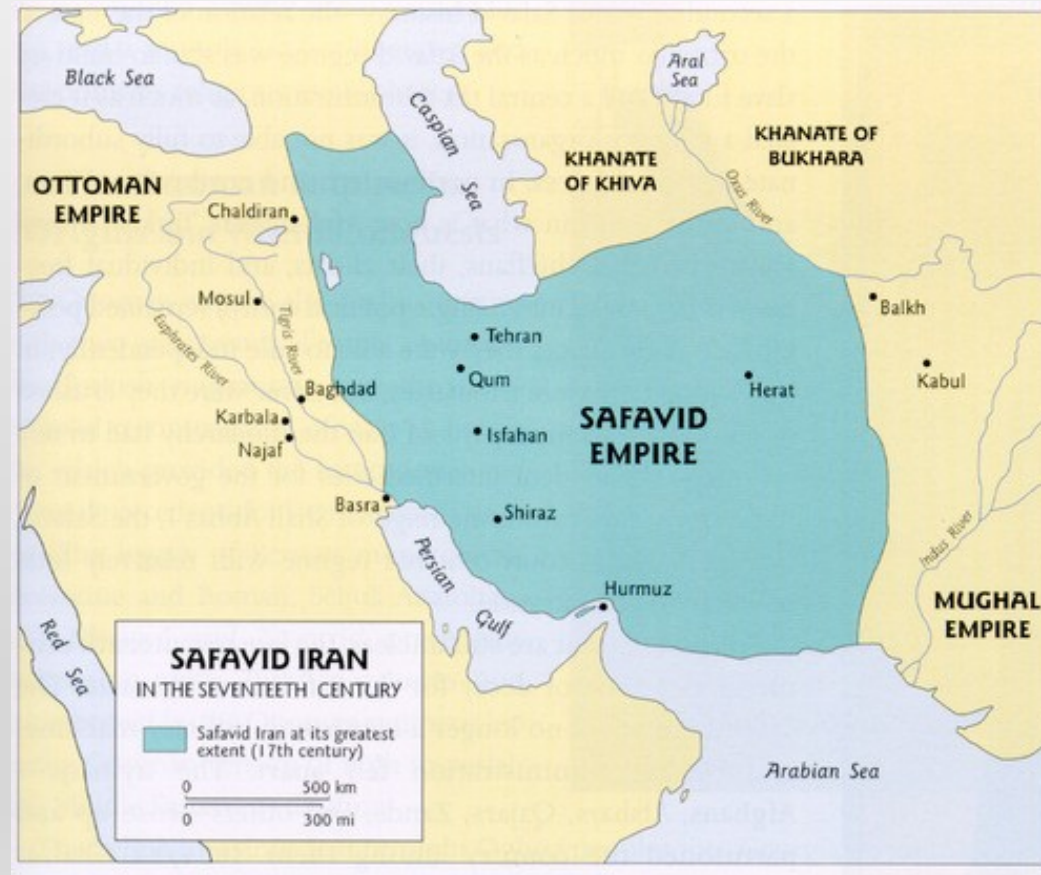 Black Sea
Aral
Sea
Caspian
Sea
KHANATE
OF KHIVA
KHANATE OF
BUKHARA
Oxus River
OTTOMAN
EMPIRE
Chaldiran
Mosul
Tigris River
Euphrates River
Baghdad
Karbala
Najaf
Basra
Tehran
Qum
Isfahan
Shiraz
SAFAVID
EMPIRE
Herat
Balkh
Kabul
Hurmuz
Persian
Gulf
Indus River
MUGHAL
EMPIRE
Red
Sea
Arabian Sea
SAFAVID IRAN
IN THE SEVENTEETH CENTURY
Safavid Iran at its greatest
extent (17th century)
0 500 km
0 300 mi